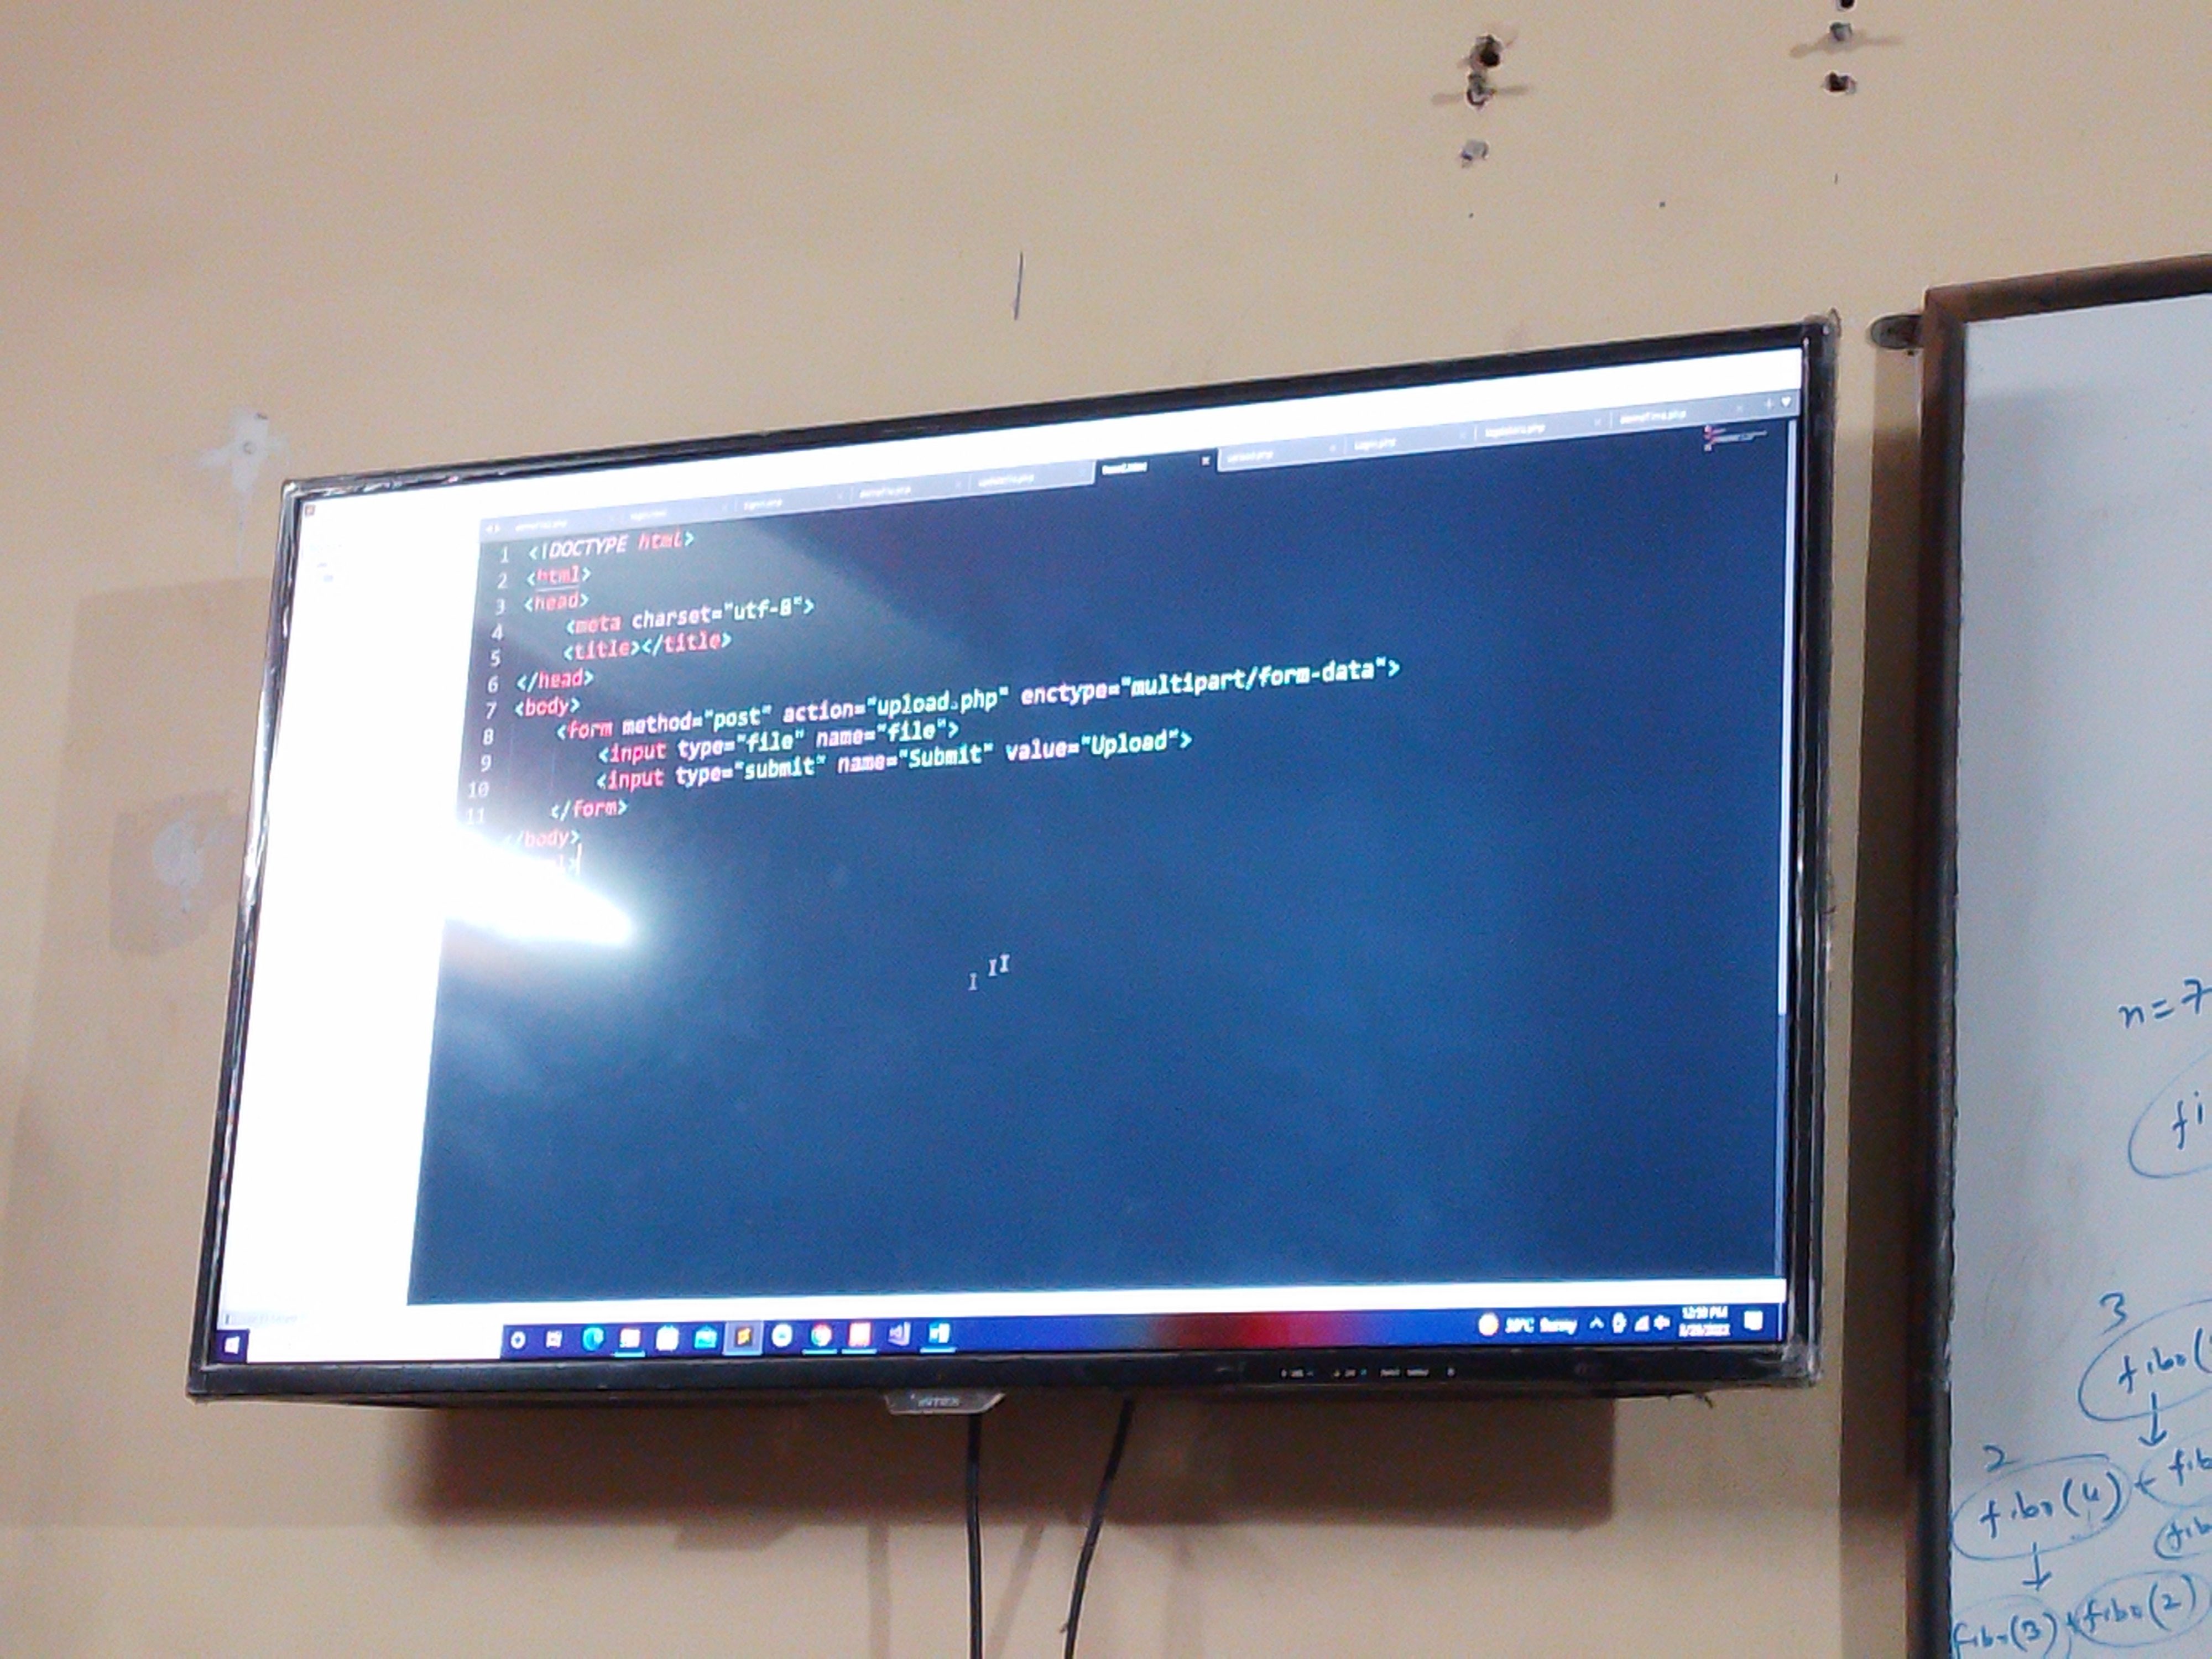 1 <!DOCTYPE html>
2 <html>
3 <head>
4 <meta charset="utf-8">
5 <title></title>
6 </head>
7 <body>
8 <form method="post" action="upload.php" enctype="multipart/form-data">
9 <input type="file" name="file">
10 <input type="submit" name="Submit" value="Upload">
11 </form>
</body>
30°C Sunny
n=7
fi
3
fibo(
2
fibo(4) + fib
fib
fibo(3) + fibo(2)